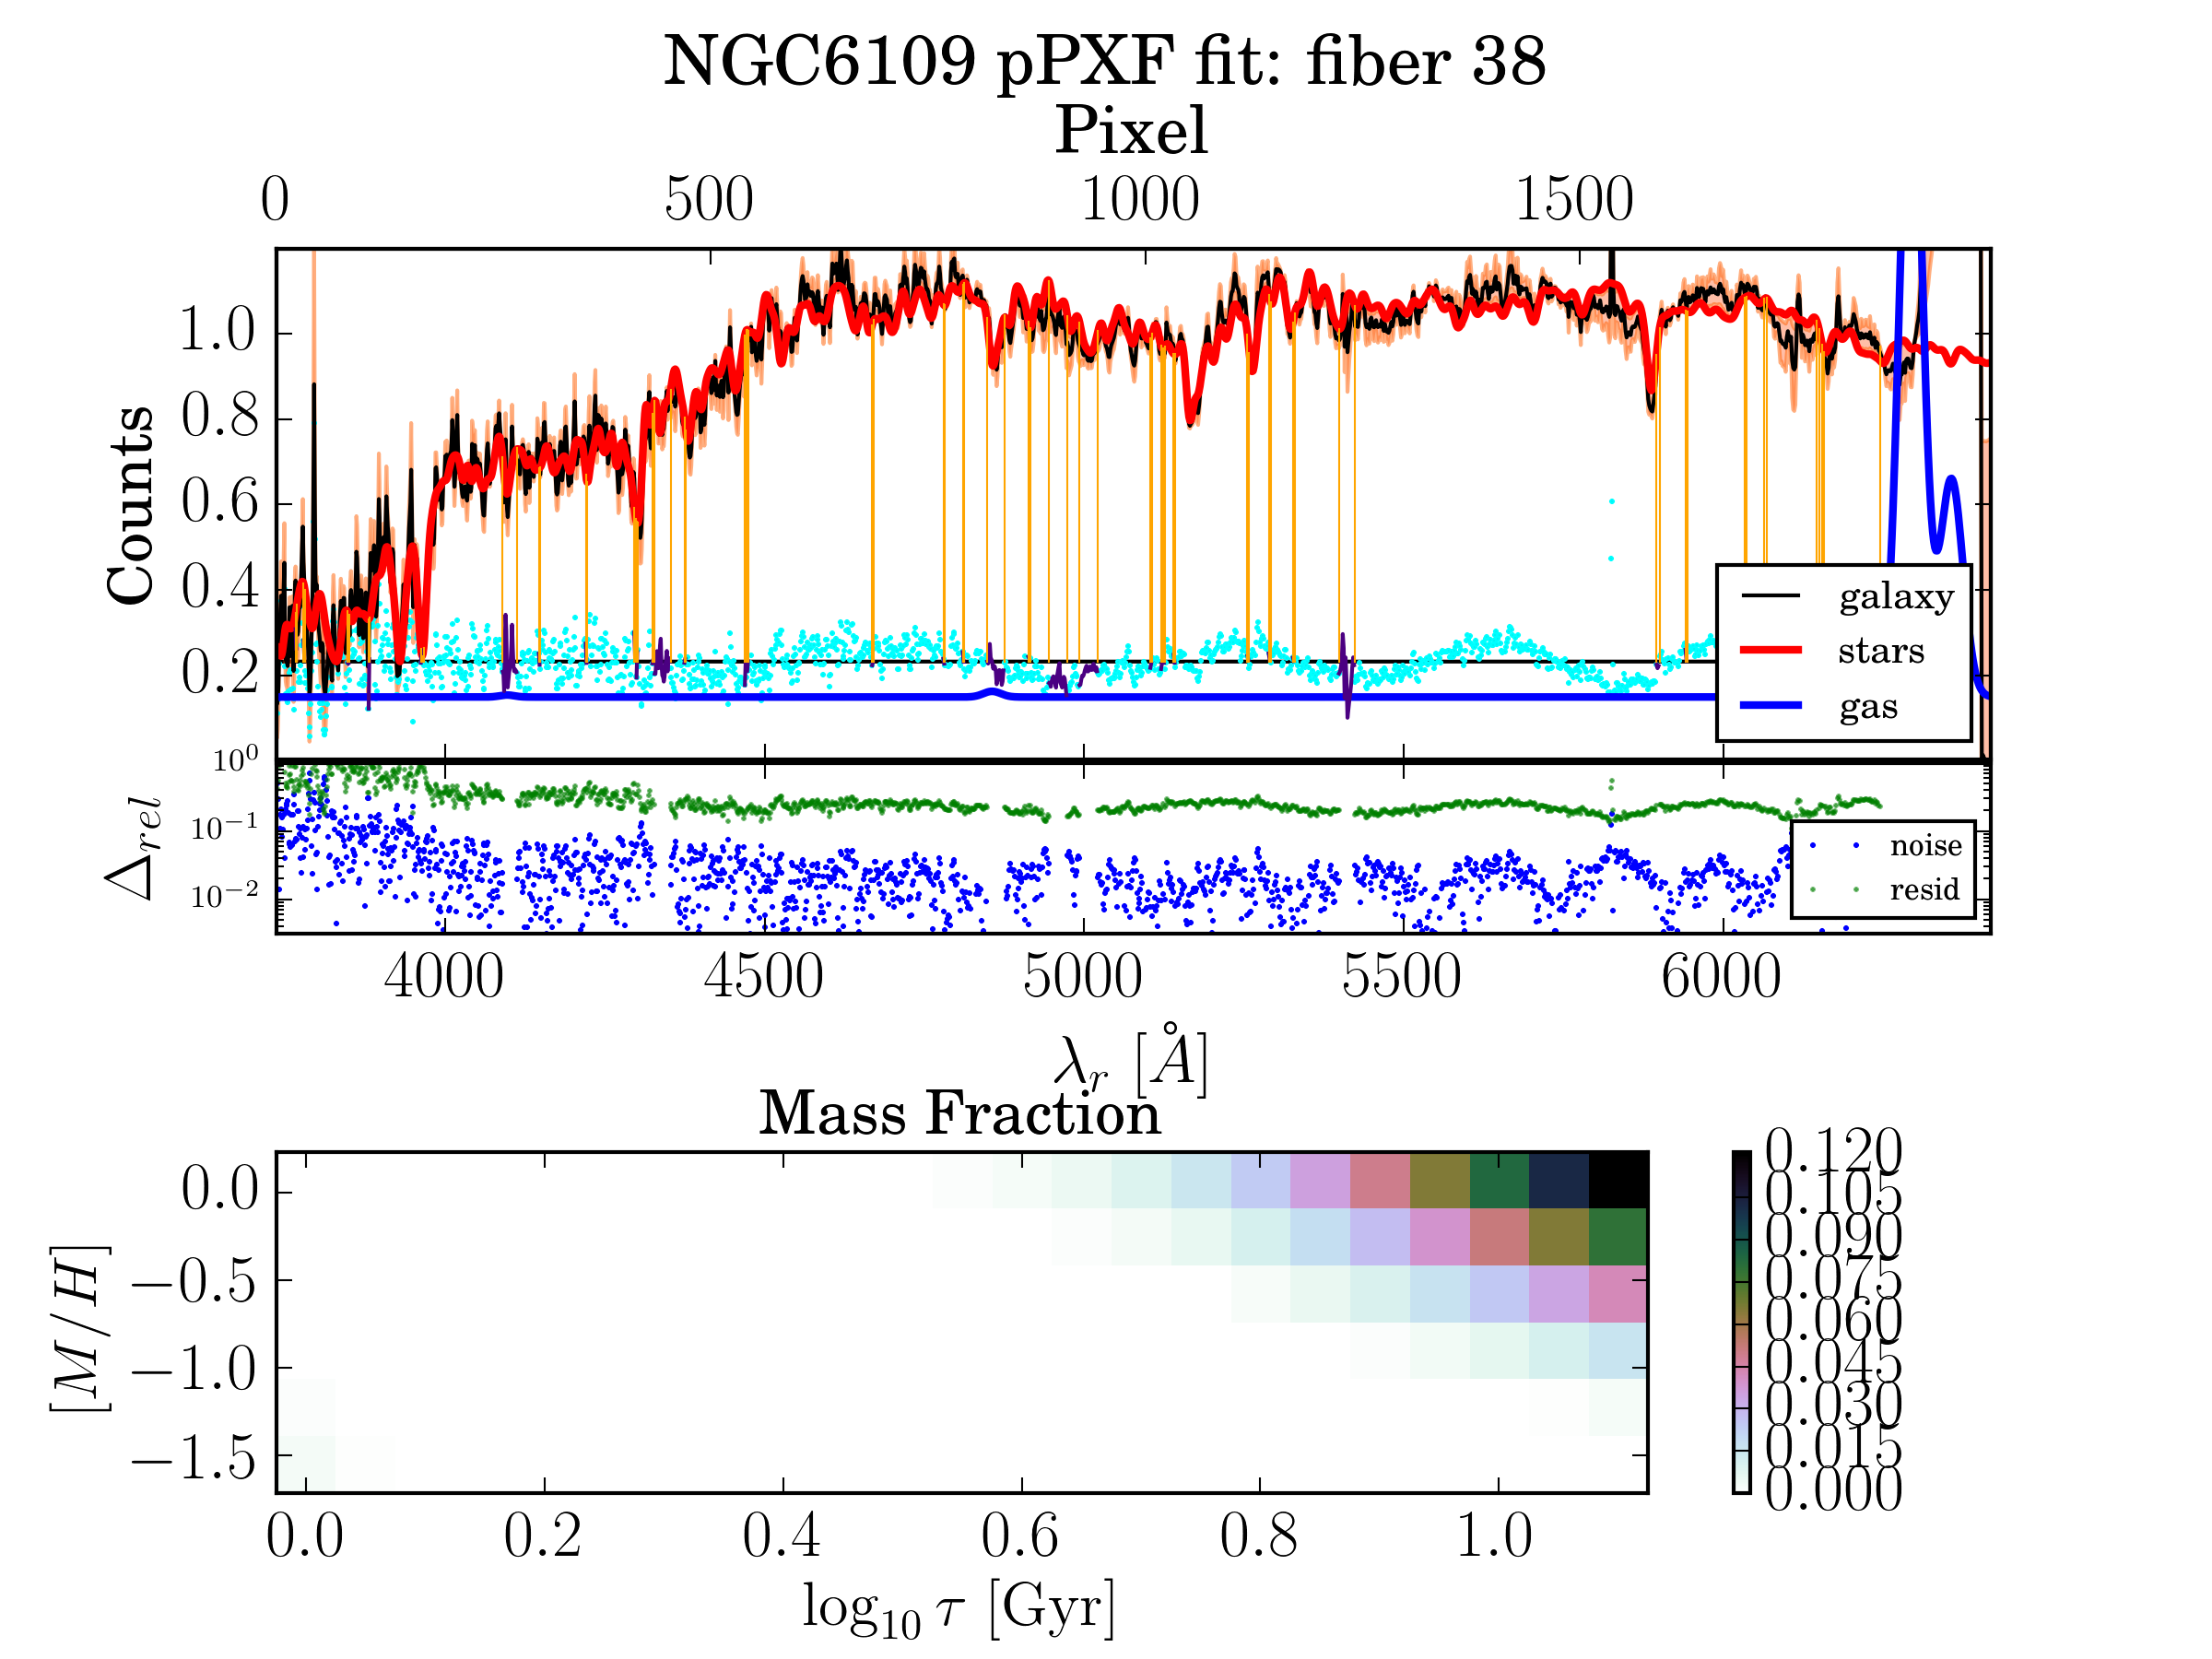 NGC6109 pPXF fit: fiber 38
Pixel
0 500 1000 1500
Counts
1.0
0.8
0.6
0.4
0.2
galaxy
stars
gas
Δ_rel
10^0
10^−1
10^−2
noise
resid
4000 4500 5000 5500 6000
λ_r [Å]
Mass Fraction
[M/H]
0.0
−0.5
−1.0
−1.5
0.0 0.2 0.4 0.6 0.8 1.0
log_10 τ [Gyr]
0.120
0.105
0.090
0.075
0.060
0.045
0.030
0.015
0.000